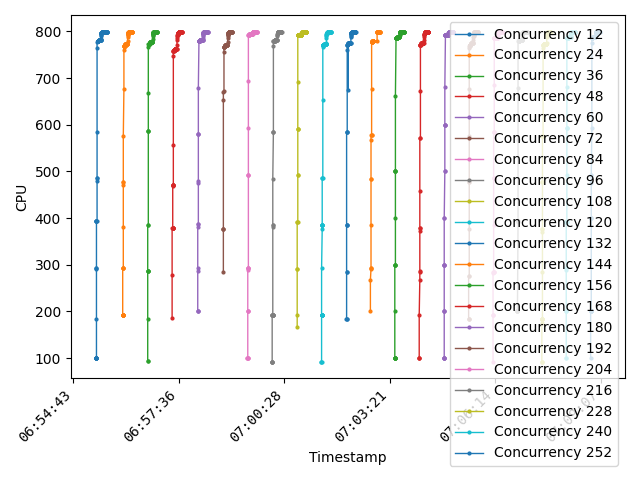 CPU
800
700
600
500
400
300
200
100
06:54:43
06:57:36
07:00:28
07:03:21
07:06:14
Timestamp
Concurrency 12
Concurrency 24
Concurrency 36
Concurrency 48
Concurrency 60
Concurrency 72
Concurrency 84
Concurrency 96
Concurrency 108
Concurrency 120
Concurrency 132
Concurrency 144
Concurrency 156
Concurrency 168
Concurrency 180
Concurrency 192
Concurrency 204
Concurrency 216
Concurrency 228
Concurrency 240
Concurrency 252